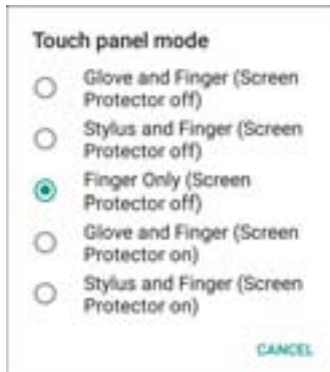 Touch panel mode
Glove and Finger (Screen
Protector off)
Stylus and Finger (Screen
Protector off)
Finger Only (Screen
Protector off)
Glove and Finger (Screen
Protector on)
Stylus and Finger (Screen
Protector on)
CANCEL